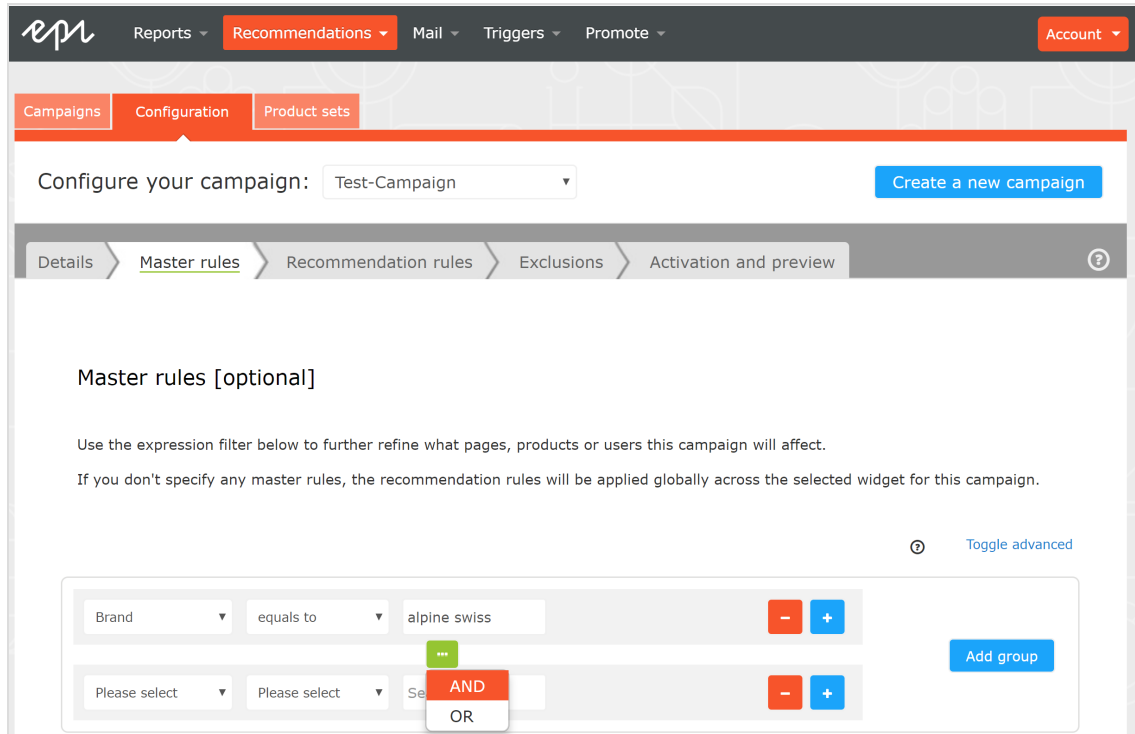 epi Reports Recommendations Mail Triggers Promote Account
Campaigns Configuration Product sets
Configure your campaign: Test-Campaign Create a new campaign
Details Master rules Recommendation rules Exclusions Activation and preview ?
Master rules [optional]
Use the expression filter below to further refine what pages, products or users this campaign will affect.
If you don't specify any master rules, the recommendation rules will be applied globally across the selected widget for this campaign.
? Toggle advanced
Brand equals to alpine swiss - +
...
Add group
Please select Please select Se - +
AND
OR